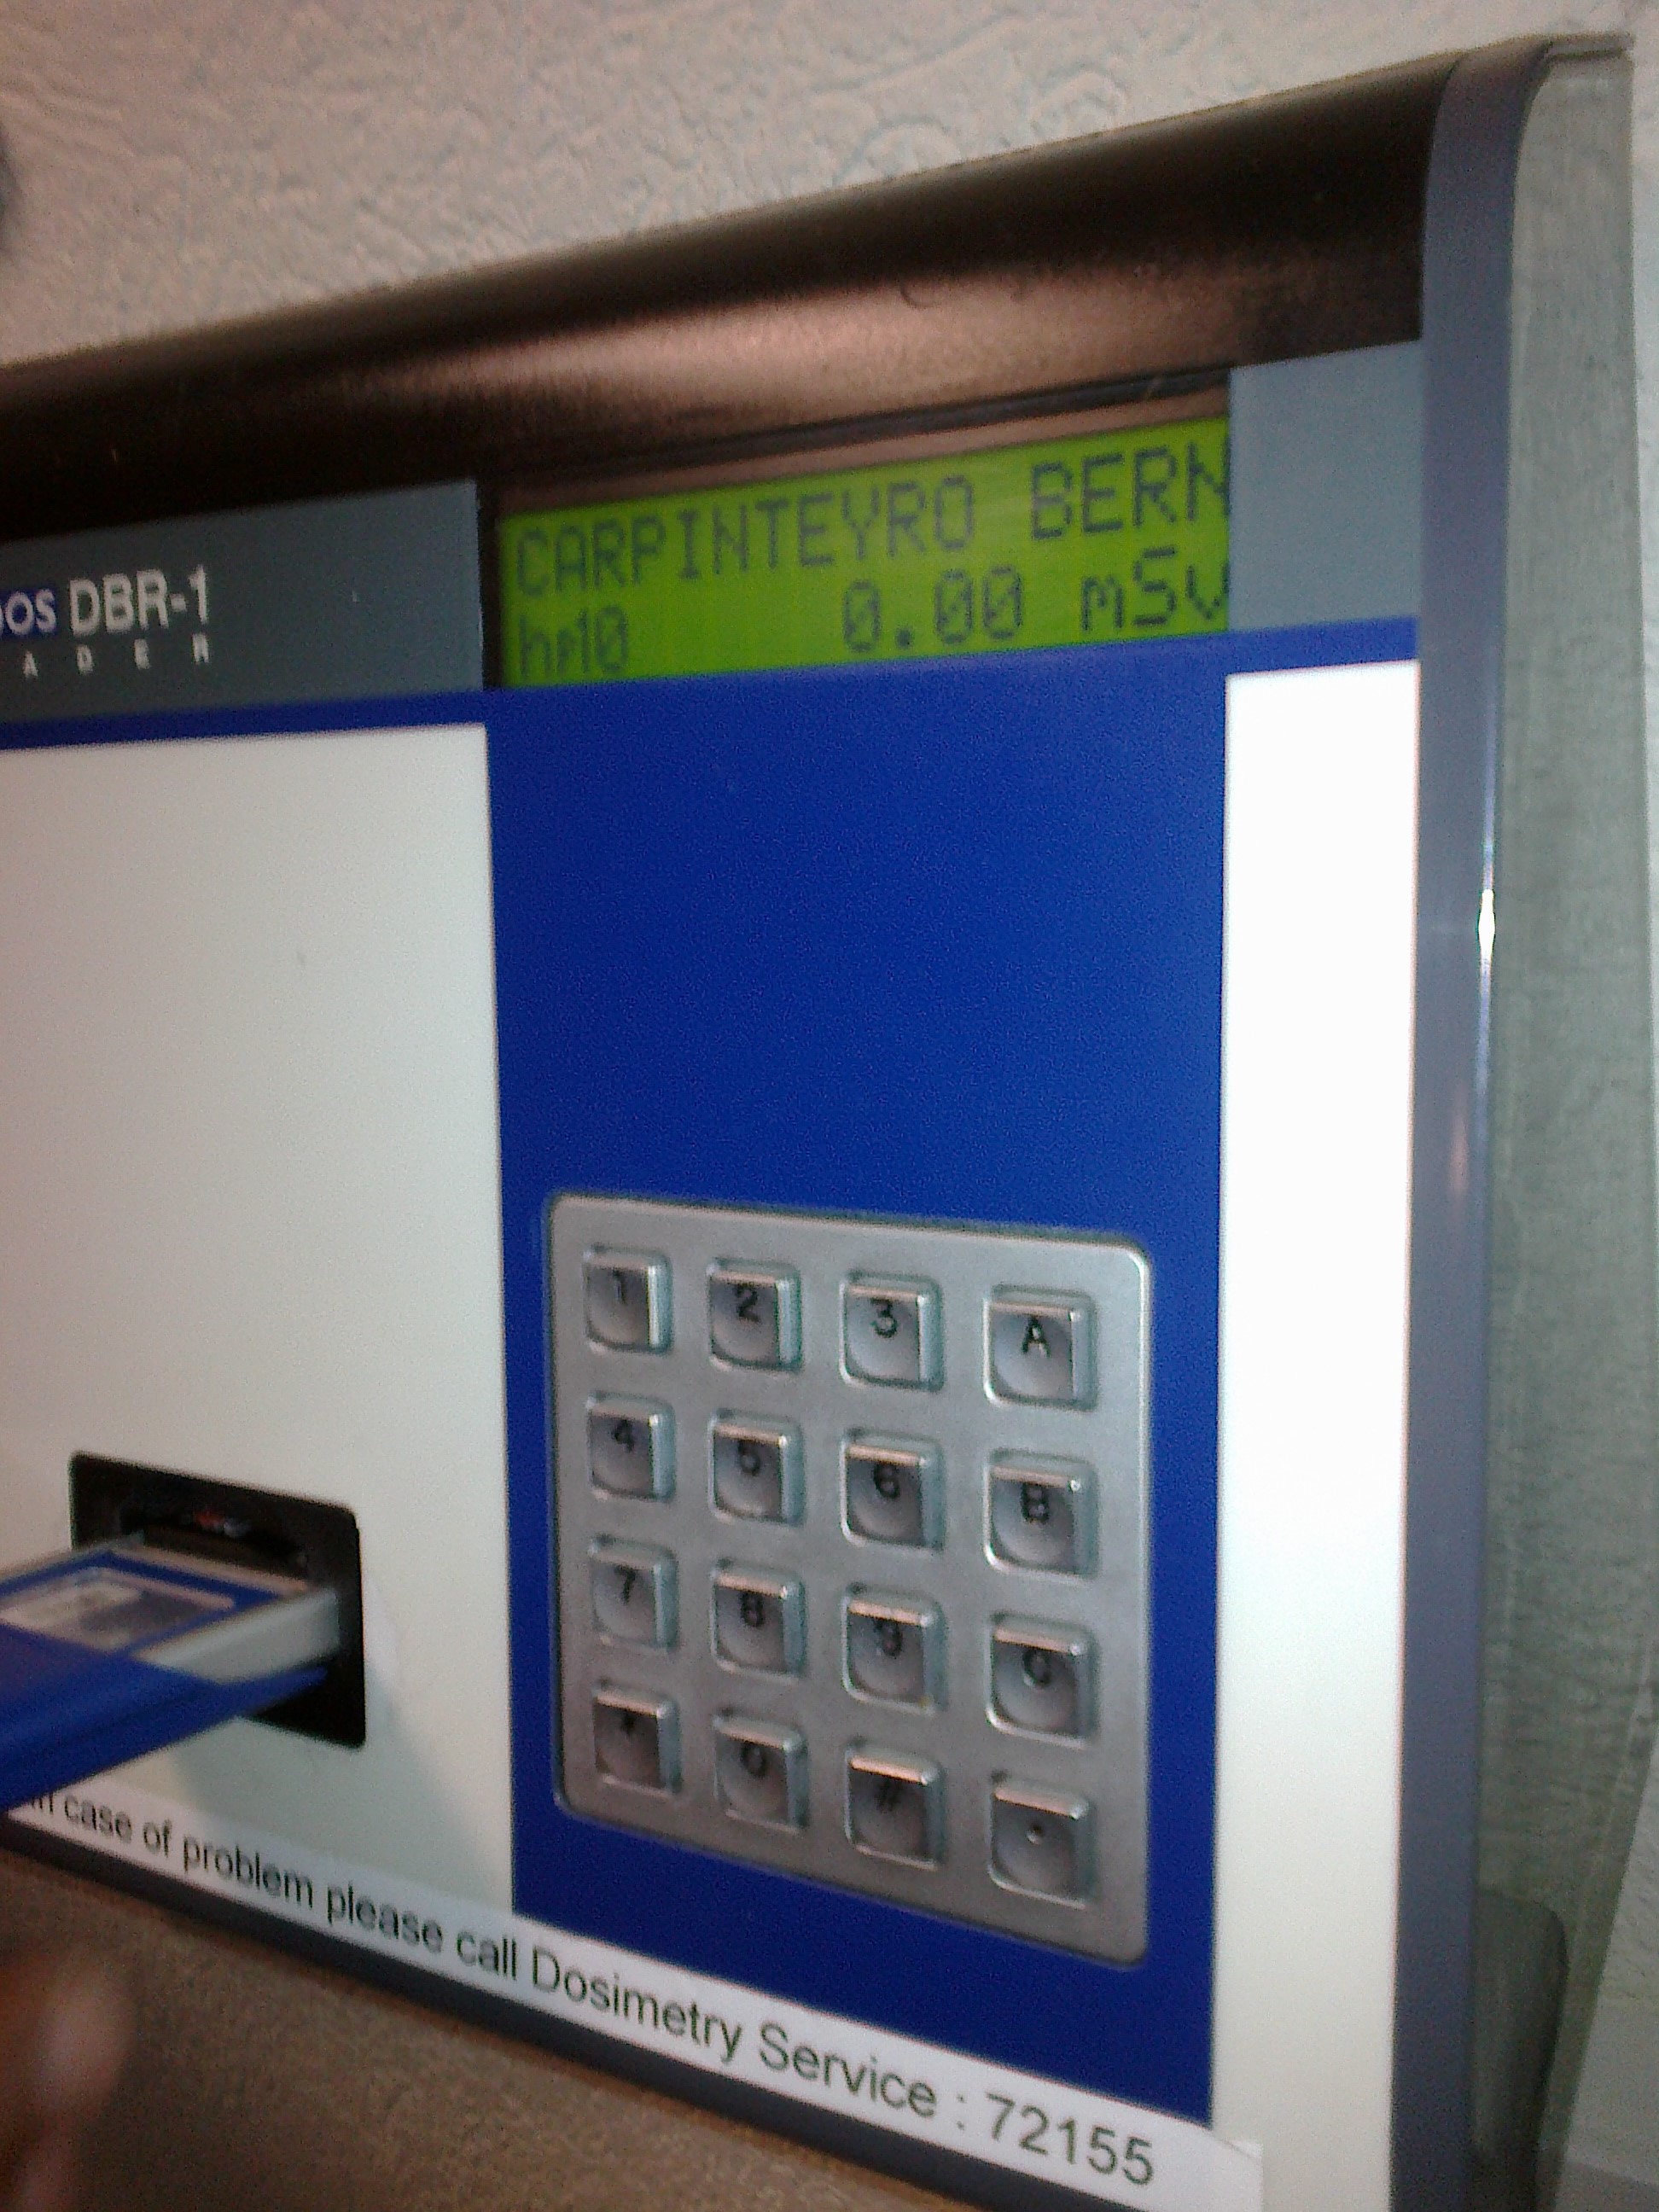 CARPINTEYRO BERN
hp10 0.00 mSv
DBR-1
1 2 3 A
4 5 6 B
7 8 9 C
* 0 # •
in case of problem please call Dosimetry Service : 72155